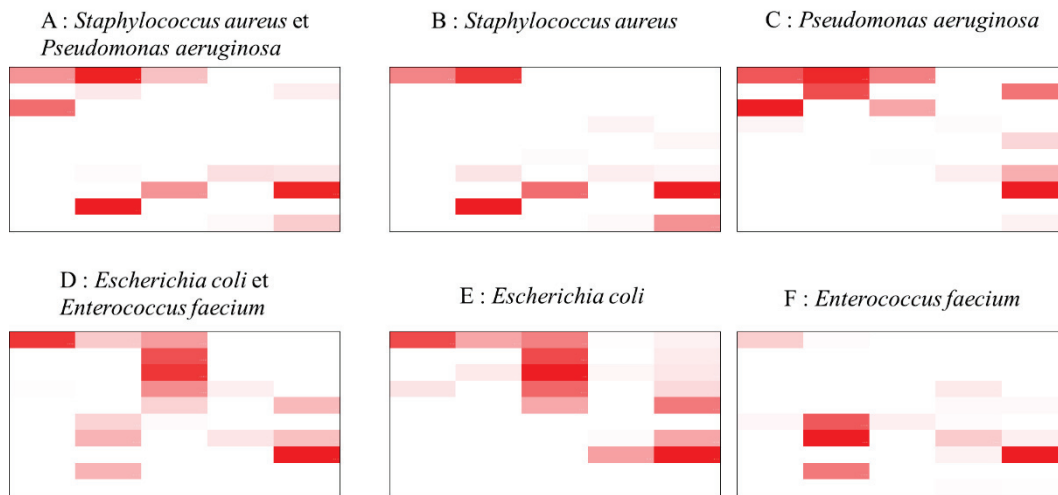 A : Staphylococcus aureus et
Pseudomonas aeruginosa
B : Staphylococcus aureus
C : Pseudomonas aeruginosa
D : Escherichia coli et
Enterococcus faecium
E : Escherichia coli
F : Enterococcus faecium